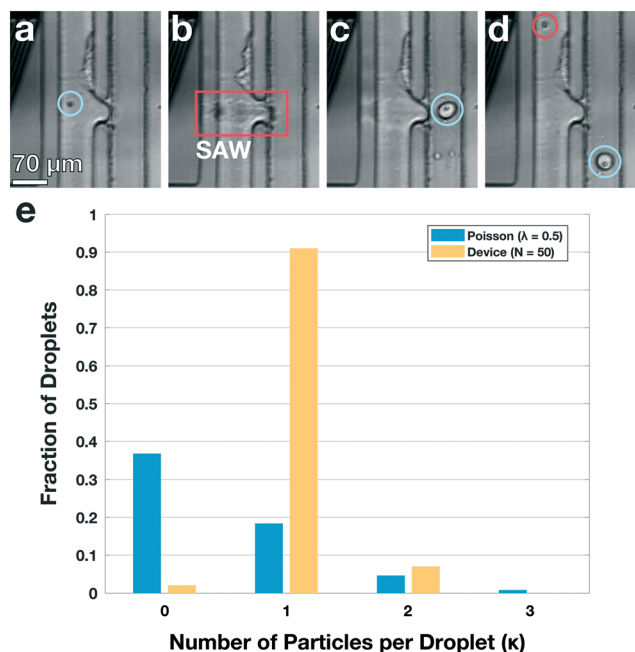 a b c d
SAW
70 μm
e
Poisson (λ = 0.5)
Device (N = 50)
1
0.9
0.8
0.7
0.6
0.5
0.4
0.3
0.2
0.1
0
Fraction of Droplets
0 1 2 3
Number of Particles per Droplet (κ)